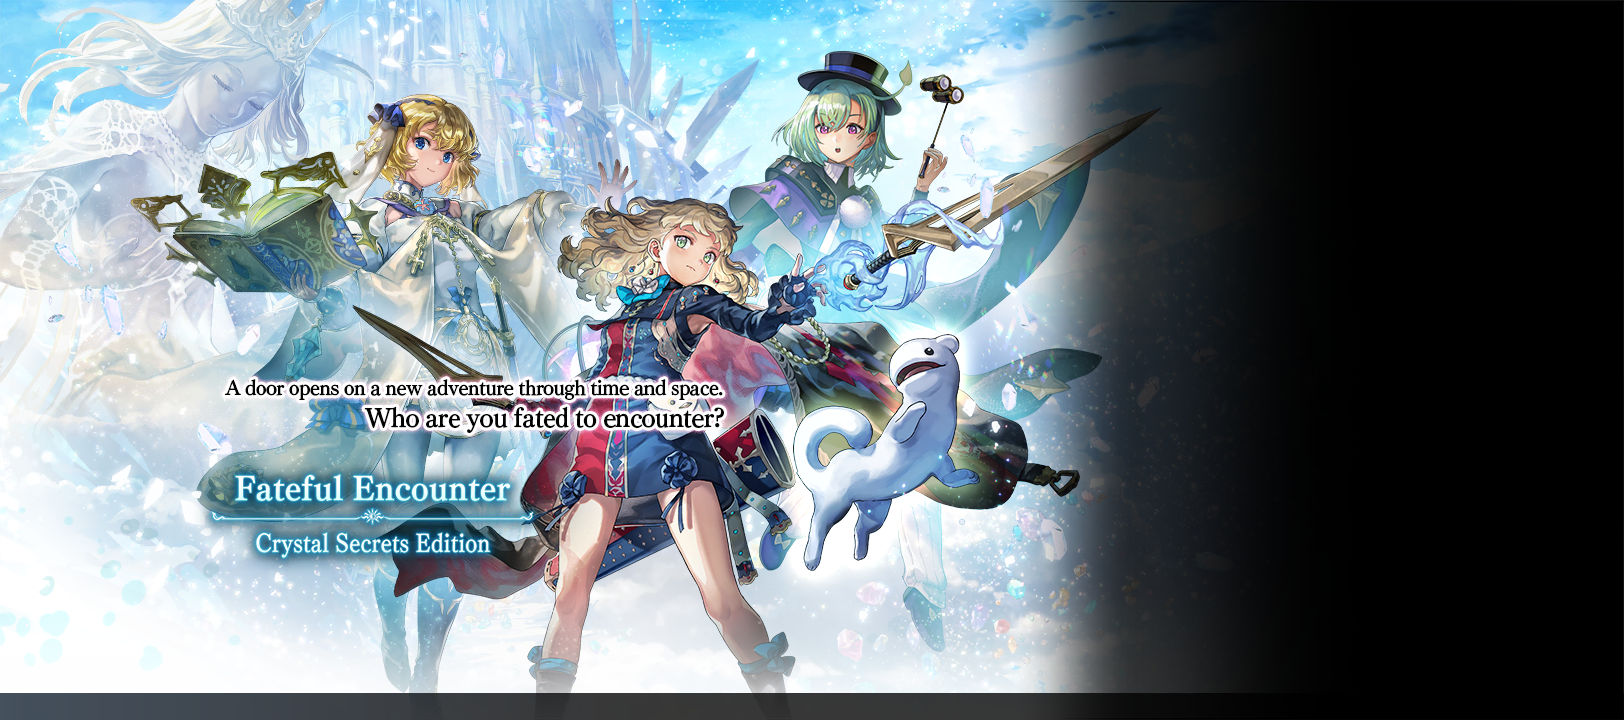 A door opens on a new adventure through time and space.
Who are you fated to encounter?
Fateful Encounter
Crystal Secrets Edition